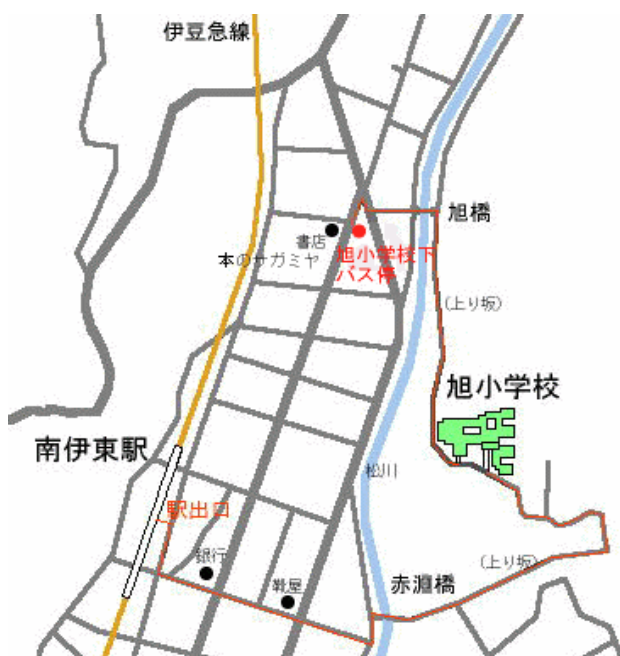 伊豆急線
旭橋
書店
本のサガミヤ
旭小学校下
バス停
(上り坂)
旭小学校
南伊東駅
松川
駅出口
銀行
(上り坂)
靴屋
赤淵橋